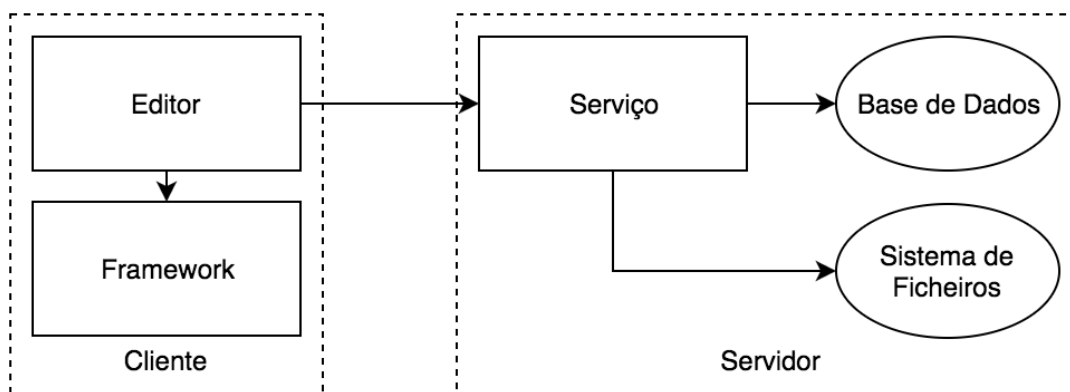 Editor
Serviço
Base de Dados
Framework
Sistema de
Ficheiros
Cliente
Servidor